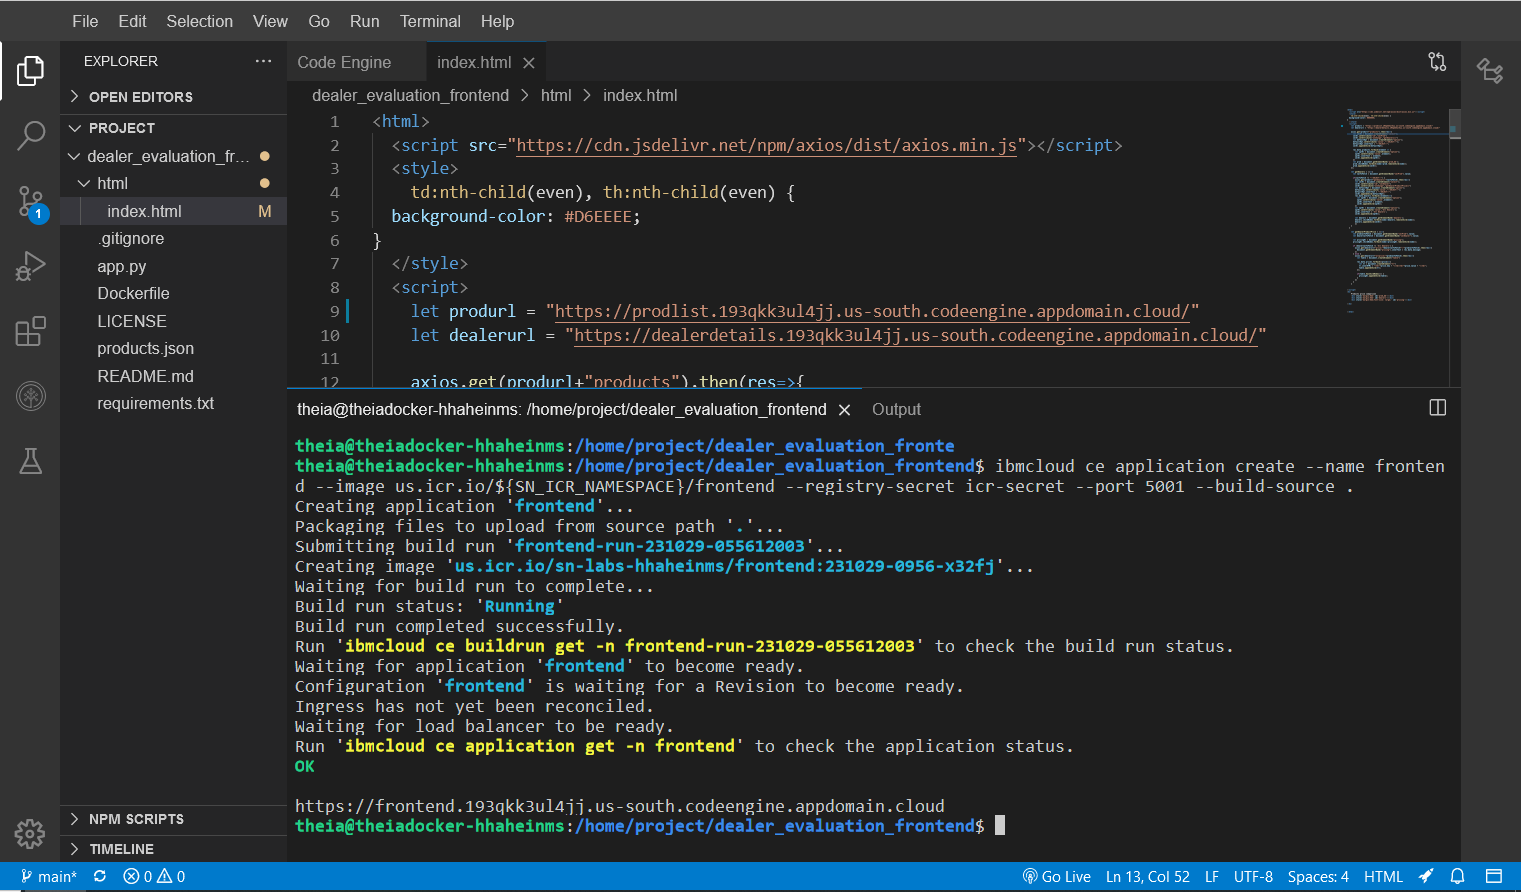 File Edit Selection View Go Run Terminal Help
EXPLORER ...
OPEN EDITORS
PROJECT
dealer_evaluation_fr...
html
index.html M
.gitignore
app.py
Dockerfile
LICENSE
products.json
README.md
requirements.txt
NPM SCRIPTS
TIMELINE
1
Code Engine index.html
dealer_evaluation_frontend > html > index.html
1 <html>
2 <script src="https://cdn.jsdelivr.net/npm/axios/dist/axios.min.js"></script>
3 <style>
4 td:nth-child(even), th:nth-child(even) {
5 background-color: #D6EEEE;
6 }
7 </style>
8 <script>
9 let produrl = "https://prodlist.193qkk3ul4jj.us-south.codeengine.appdomain.cloud/"
10 let dealerurl = "https://dealerdetails.193qkk3ul4jj.us-south.codeengine.appdomain.cloud/"
11
12 axios.get(produrl+"products").then(res=>{
theia@theiadocker-hhaheinms: /home/project/dealer_evaluation_frontend Output
theia@theiadocker-hhaheinms:/home/project/dealer_evaluation_fronte
theia@theiadocker-hhaheinms:/home/project/dealer_evaluation_frontend$ ibmcloud ce application create --name fronten
d --image us.icr.io/${SN_ICR_NAMESPACE}/frontend --registry-secret icr-secret --port 5001 --build-source .
Creating application 'frontend'...
Packaging files to upload from source path '.'...
Submitting build run 'frontend-run-231029-055612003'...
Creating image 'us.icr.io/sn-labs-hhaheinms/frontend:231029-0956-x32fj'...
Waiting for build run to complete...
Build run status: 'Running'
Build run completed successfully.
Run 'ibmcloud ce buildrun get -n frontend-run-231029-055612003' to check the build run status.
Waiting for application 'frontend' to become ready.
Configuration 'frontend' is waiting for a Revision to become ready.
Ingress has not yet been reconciled.
Waiting for load balancer to be ready.
Run 'ibmcloud ce application get -n frontend' to check the application status.
OK
https://frontend.193qkk3ul4jj.us-south.codeengine.appdomain.cloud
theia@theiadocker-hhaheinms:/home/project/dealer_evaluation_frontend$
main* 0 0 Go Live Ln 13, Col 52 LF UTF-8 Spaces: 4 HTML